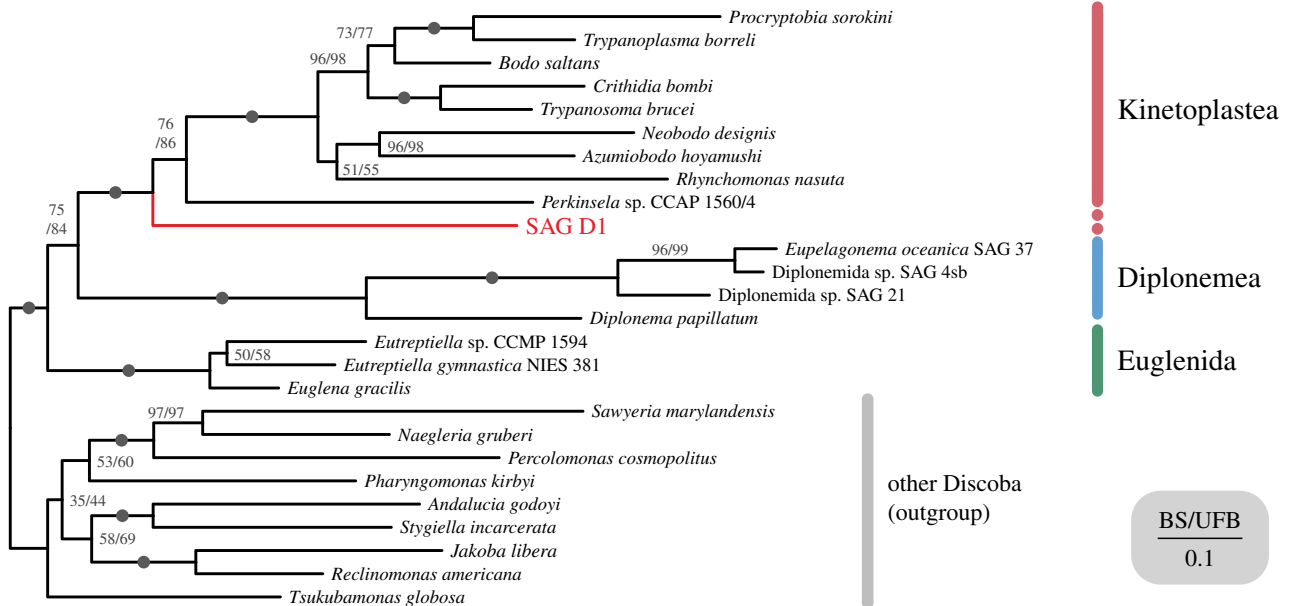 Procryptobia sorokini
73/77
Trypanoplasma borreli
96/98
Bodo saltans
Crithidia bombi
Kinetoplastea
Trypanosoma brucei
76
/86
Neobodo designis
96/98
Azumiobodo hoyamushi
51/55
Rhynchomonas nasuta
Perkinsela sp. CCAP 1560/4
75
/84
SAG D1
96/99
Eupelagonema oceanica SAG 37
Diplonemida sp. SAG 4sb
Diplonemea
Diplonemida sp. SAG 21
Diplonema papillatum
Eutreptiella sp. CCMP 1594
50/58
Eutreptiella gymnastica NIES 381
Euglenida
Euglena gracilis
97/97
Sawyeria marylandensis
Naegleria gruberi
53/60
Percolomonas cosmopolitus
Pharyngomonas kirbyi
other Discoba
(outgroup)
35/44
Andalucia godoyi
Stygiella incarcerata
58/69
Jakoba libera
Reclinomonas americana
Tsukubamonas globosa
BS/UFB
0.1